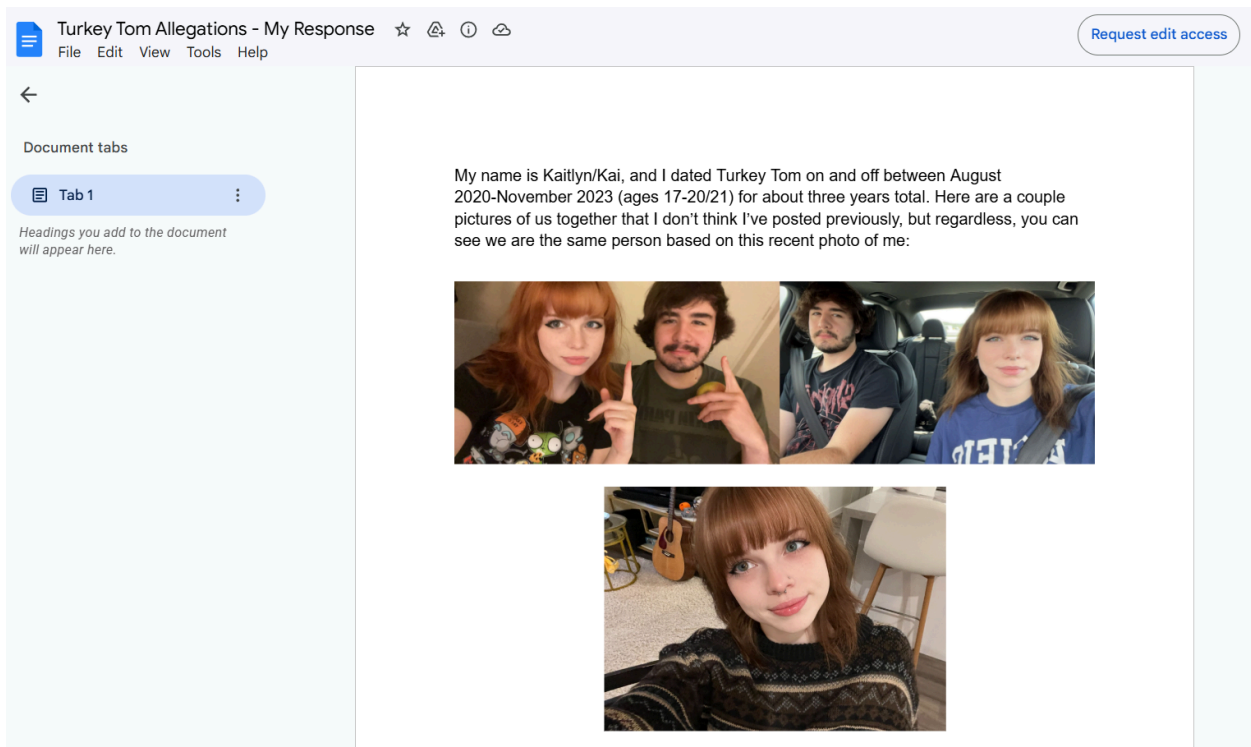 Turkey Tom Allegations - My Response
File Edit View Tools Help
Request edit access
Document tabs
Tab 1
Headings you add to the document
will appear here.
My name is Kaitlyn/Kai, and I dated Turkey Tom on and off between August
2020-November 2023 (ages 17-20/21) for about three years total. Here are a couple
pictures of us together that I don't think I've posted previously, but regardless, you can
see we are the same person based on this recent photo of me: